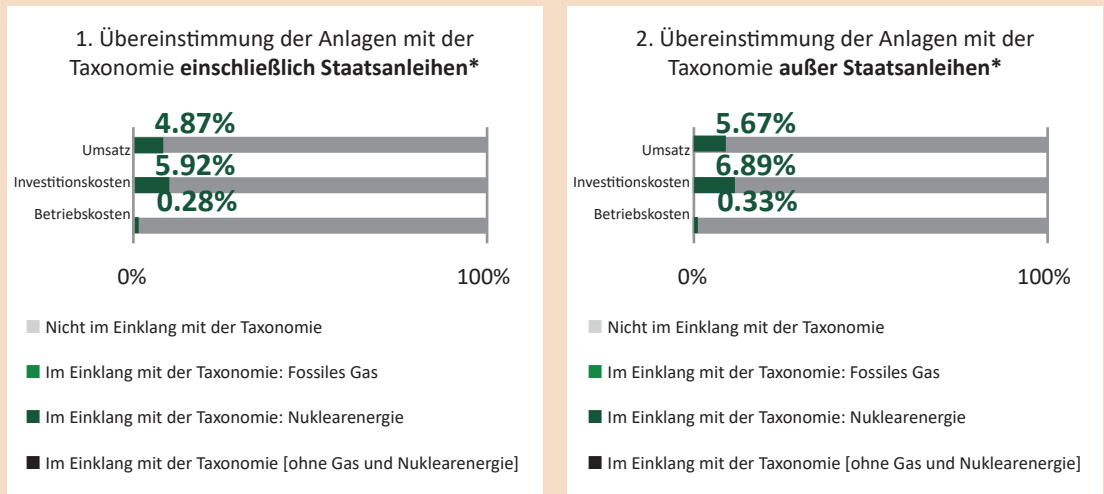 1. Übereinstimmung der Anlagen mit der
Taxonomie einschließlich Staatsanleihen*
4.87%
Umsatz
5.92%
Investitionskosten
0.28%
Betriebskosten
0%
100%
Nicht im Einklang mit der Taxonomie
Im Einklang mit der Taxonomie: Fossiles Gas
Im Einklang mit der Taxonomie: Nuklearenergie
Im Einklang mit der Taxonomie [ohne Gas und Nuklearenergie]
2. Übereinstimmung der Anlagen mit der
Taxonomie außer Staatsanleihen*
5.67%
Umsatz
6.89%
Investitionskosten
0.33%
Betriebskosten
0%
100%
Nicht im Einklang mit der Taxonomie
Im Einklang mit der Taxonomie: Fossiles Gas
Im Einklang mit der Taxonomie: Nuklearenergie
Im Einklang mit der Taxonomie [ohne Gas und Nuklearenergie]